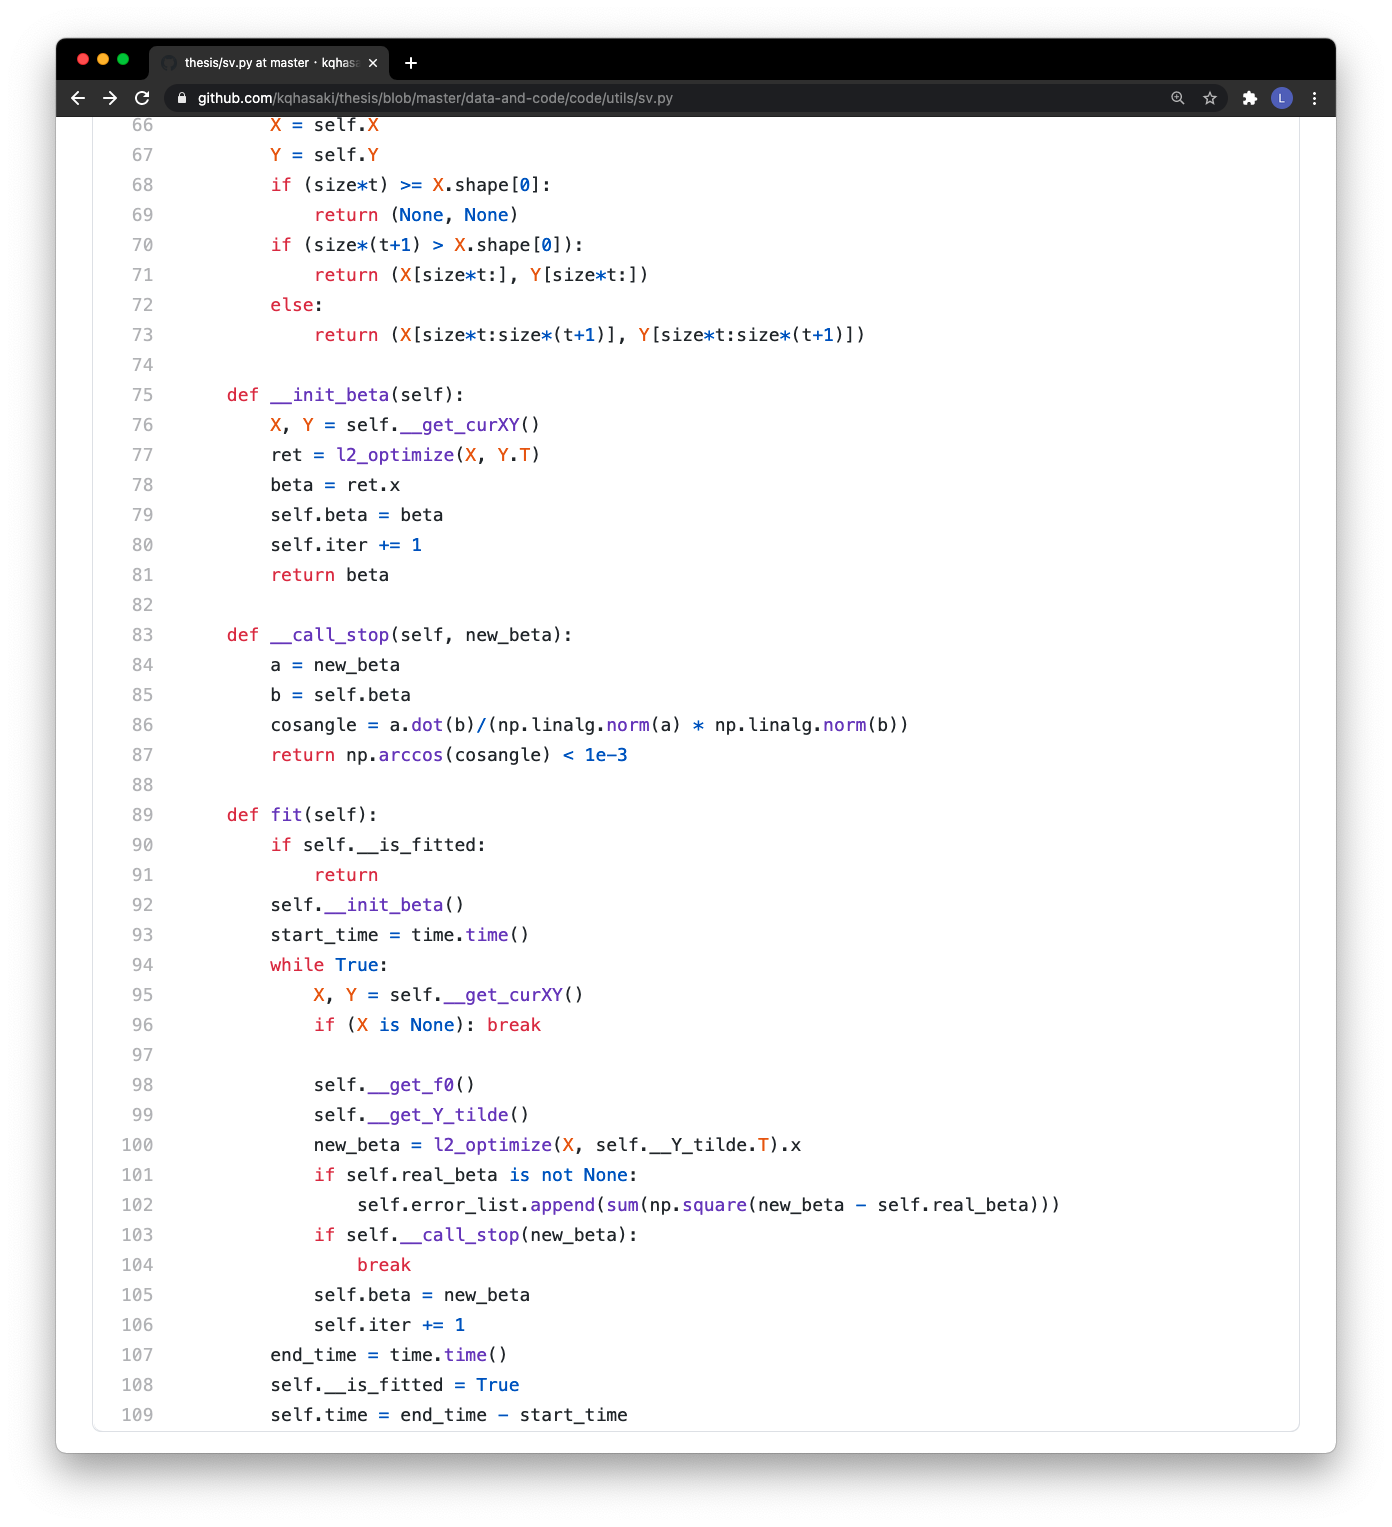 thesis/sv.py at master · kqhasa
github.com/kqhasaki/thesis/blob/master/data-and-code/code/utils/sv.py
L
66 X = self.X
67 Y = self.Y
68 if (size*t) >= X.shape[0]:
69 return (None, None)
70 if (size*(t+1) > X.shape[0]):
71 return (X[size*t:], Y[size*t:])
72 else:
73 return (X[size*t:size*(t+1)], Y[size*t:size*(t+1)])
74
75 def __init_beta(self):
76 X, Y = self.__get_curXY()
77 ret = l2_optimize(X, Y.T)
78 beta = ret.x
79 self.beta = beta
80 self.iter += 1
81 return beta
82
83 def __call_stop(self, new_beta):
84 a = new_beta
85 b = self.beta
86 cosangle = a.dot(b)/(np.linalg.norm(a) * np.linalg.norm(b))
87 return np.arccos(cosangle) < 1e-3
88
89 def fit(self):
90 if self.__is_fitted:
91 return
92 self.__init_beta()
93 start_time = time.time()
94 while True:
95 X, Y = self.__get_curXY()
96 if (X is None): break
97
98 self.__get_f0()
99 self.__get_Y_tilde()
100 new_beta = l2_optimize(X, self.__Y_tilde.T).x
101 if self.real_beta is not None:
102 self.error_list.append(sum(np.square(new_beta - self.real_beta)))
103 if self.__call_stop(new_beta):
104 break
105 self.beta = new_beta
106 self.iter += 1
107 end_time = time.time()
108 self.__is_fitted = True
109 self.time = end_time - start_time